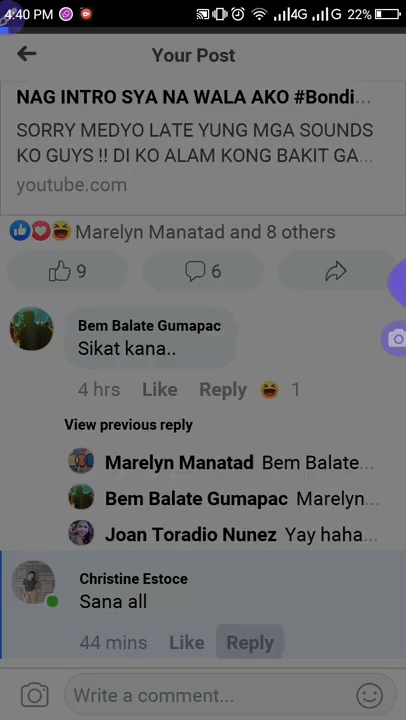 4:40 PM 4G G 22%
Your Post
NAG INTRO SYA NA WALA AKO #Bondi...
SORRY MEDYO LATE YUNG MGA SOUNDS
KO GUYS !! DI KO ALAM KONG BAKIT GA...
youtube.com
Marelyn Manatad and 8 others
9 6
Bem Balate Gumapac
Sikat kana..
4 hrs Like Reply 1
View previous reply
Marelyn Manatad Bem Balate...
Bem Balate Gumapac Marelyn...
Joan Toradio Nunez Yay haha...
Christine Estoce
Sana all
44 mins Like Reply
Write a comment...